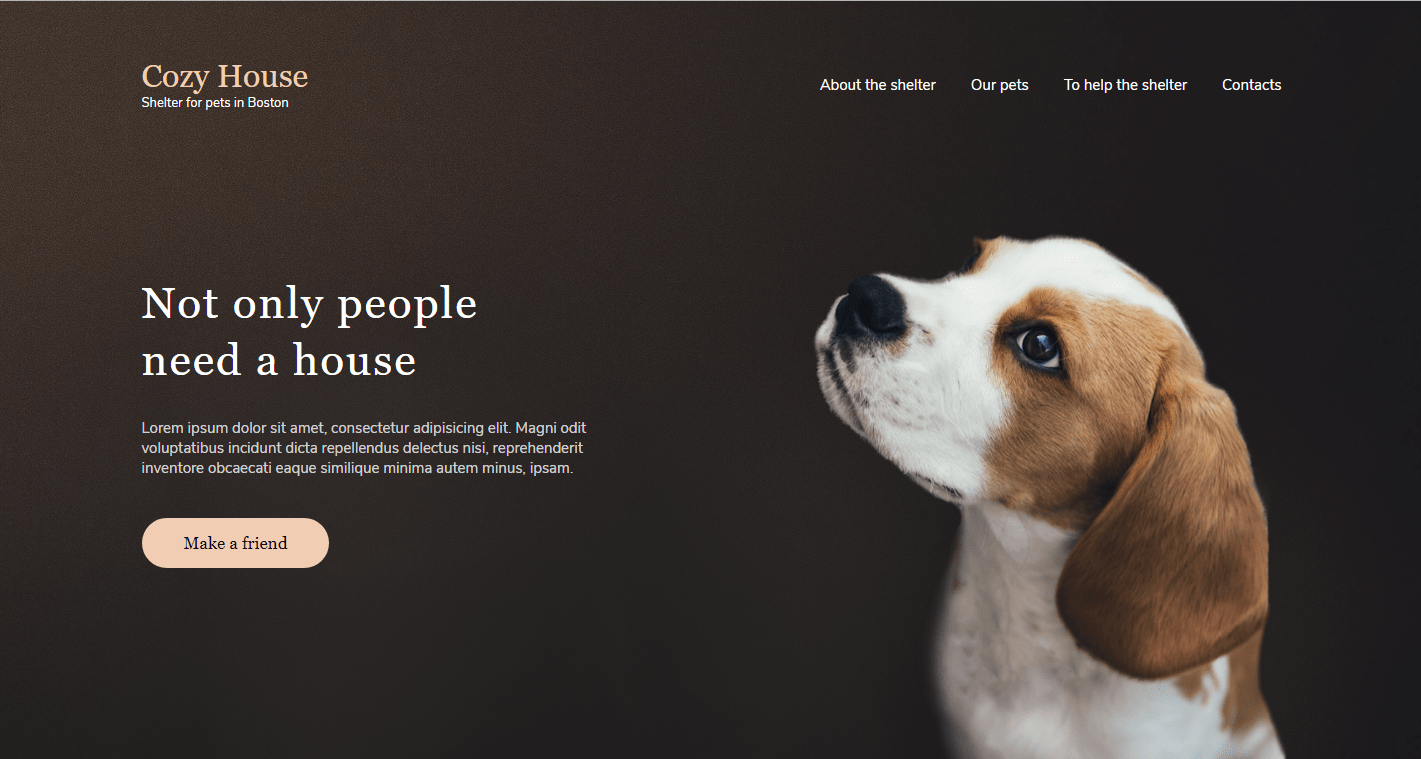 Cozy House
Shelter for pets in Boston
About the shelter
Our pets
To help the shelter
Contacts
Not only people
need a house
Lorem ipsum dolor sit amet, consectetur adipisicing elit. Magni odit
voluptatibus incidunt dicta repellendus delectus nisi, reprehenderit
inventore obcaecati eaque similique minima autem minus, ipsam.
Make a friend